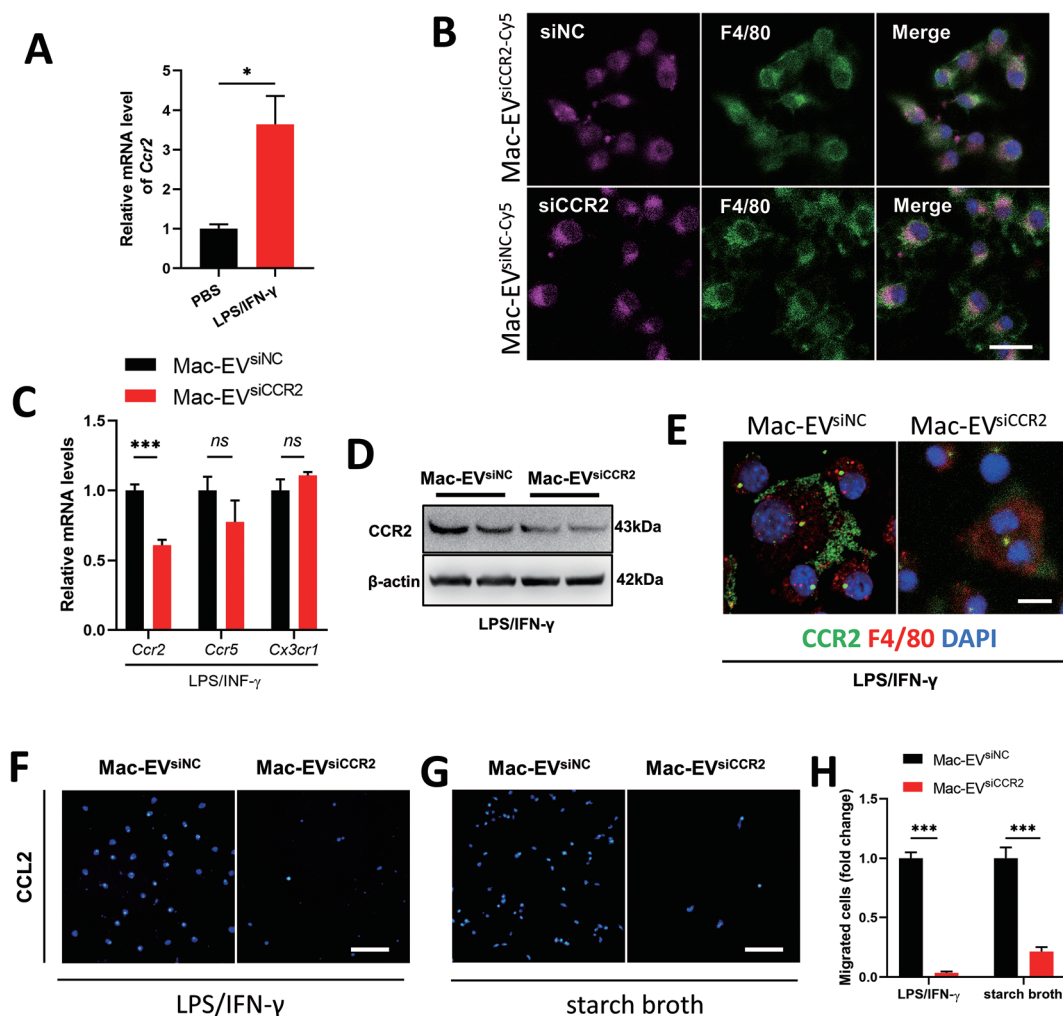 A
Relative mRNA level
of Ccr2
5
4
3
2
1
0
*
PBS
LPS/IFN-γ
B
Mac-EVsiCCR2-Cy5
siNC
F4/80
Merge
Mac-EVsiNC-Cy5
siCCR2
F4/80
Merge
Mac-EVsiNC
Mac-EVsiCCR2
C
Relative mRNA levels
1.5
1.0
0.5
0.0
***
ns
ns
Ccr2
Ccr5
Cx3cr1
LPS/INF-γ
D
Mac-EVsiNC
Mac-EVsiCCR2
CCR2
43kDa
β-actin
42kDa
LPS/IFN-γ
E
Mac-EVsiNC
Mac-EVsiCCR2
CCR2 F4/80 DAPI
LPS/IFN-γ
F
Mac-EVsiNC
Mac-EVsiCCR2
CCL2
LPS/IFN-γ
G
Mac-EVsiNC
Mac-EVsiCCR2
starch broth
H
Mac-EVsiNC
Mac-EVsiCCR2
Migrated cells (fold change)
1.5
1.0
0.5
0.0
***
***
LPS/IFN-γ
starch broth